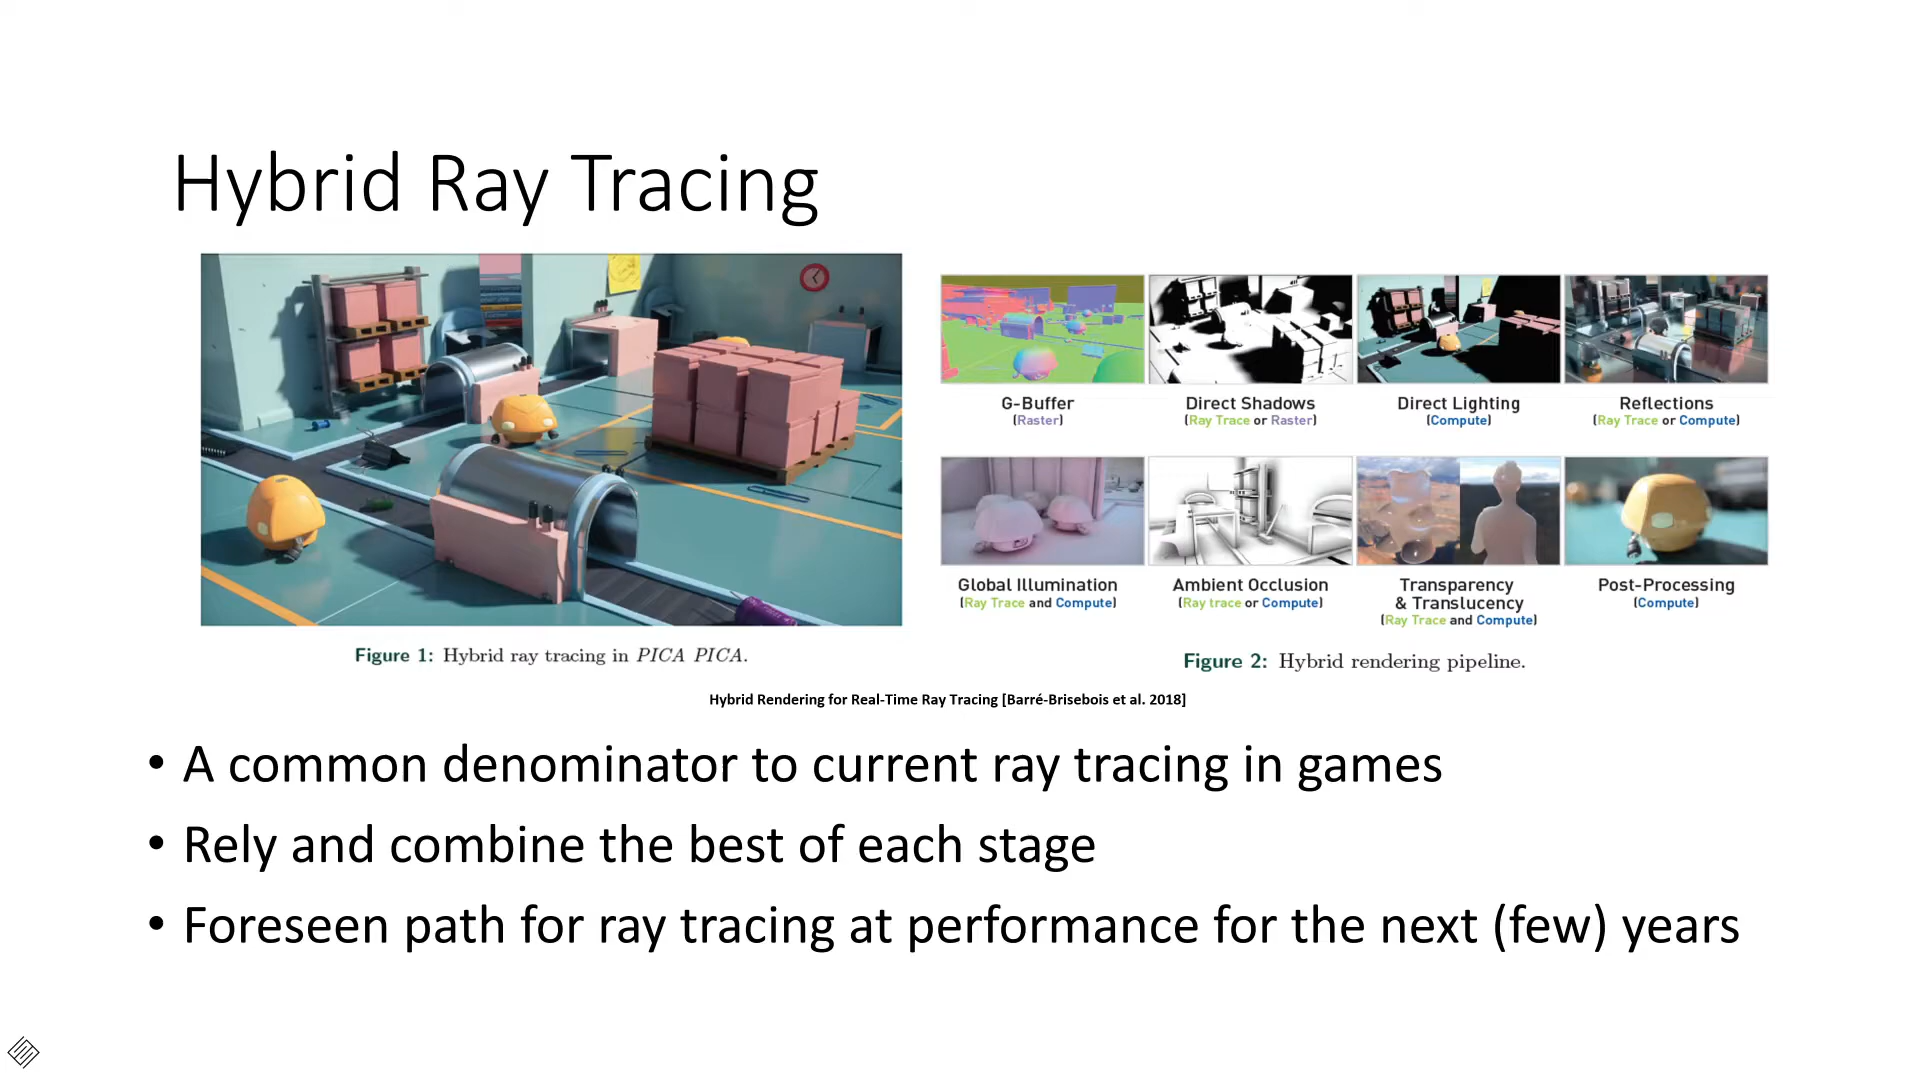 Hybrid Ray Tracing
G-Buffer
(Raster)
Direct Shadows
(Ray Trace or Raster)
Direct Lighting
(Compute)
Reflections
(Ray Trace or Compute)
Global Illumination
(Ray Trace and Compute)
Ambient Occlusion
(Ray trace or Compute)
Transparency
& Translucency
(Ray Trace and Compute)
Post-Processing
(Compute)
Figure 1: Hybrid ray tracing in PICA PICA.
Figure 2: Hybrid rendering pipeline.
Hybrid Rendering for Real-Time Ray Tracing [Barré-Brisebois et al. 2018]
• A common denominator to current ray tracing in games
• Rely and combine the best of each stage
• Foreseen path for ray tracing at performance for the next (few) years